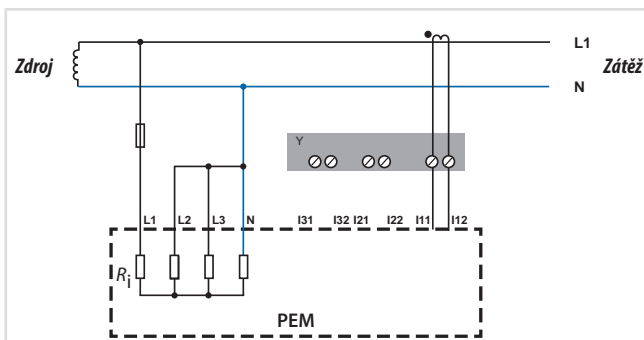 L1
Zdroj
Zátěž
N
Y
L1 L2 L3 N I31 I32 I21 I22 I11 I12
Ri
PEM